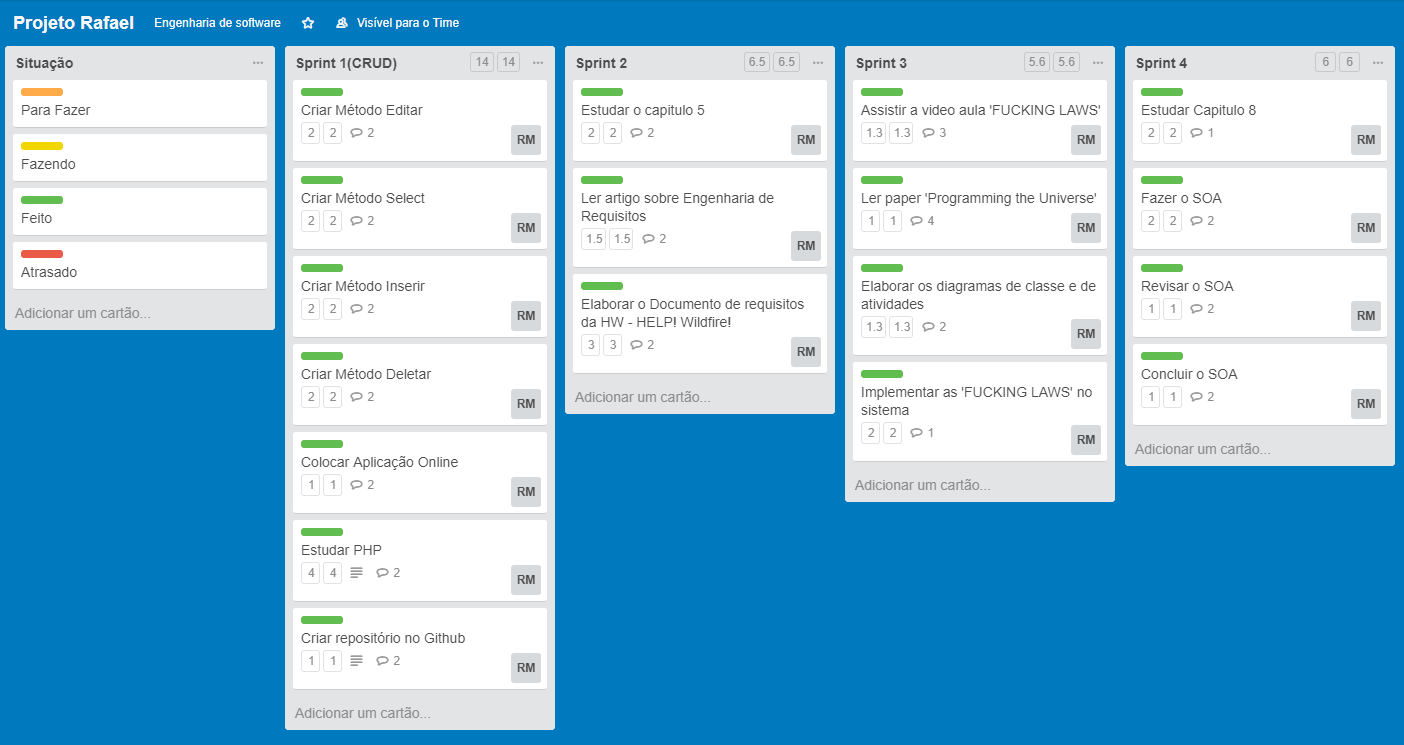 Projeto Rafael Engenharia de software Visível para o Time
Situação
Para Fazer
Fazendo
Feito
Atrasado
Adicionar um cartão...
Sprint 1(CRUD) 14 14
Criar Método Editar
2 2 2
RM
Criar Método Select
2 2 2
RM
Criar Método Inserir
2 2 2
RM
Criar Método Deletar
2 2 2
RM
Colocar Aplicação Online
1 1 2
RM
Estudar PHP
4 4 2
RM
Criar repositório no Github
1 1 2
RM
Adicionar um cartão...
Sprint 2 6.5 6.5
Estudar o capitulo 5
2 2 2
RM
Ler artigo sobre Engenharia de
Requisitos
1.5 1.5 2
RM
Elaborar o Documento de requisitos
da HW - HELP! Wildfire!
3 3 2
RM
Adicionar um cartão...
Sprint 3 5.6 5.6
Assistir a video aula 'FUCKING LAWS'
1.3 1.3 3
RM
Ler paper 'Programming the Universe'
1 1 4
RM
Elaborar os diagramas de classe e de
atividades
1.3 1.3 2
RM
Implementar as 'FUCKING LAWS' no
sistema
2 2 1
RM
Adicionar um cartão...
Sprint 4 6 6
Estudar Capitulo 8
2 2 1
RM
Fazer o SOA
2 2 2
RM
Revisar o SOA
1 1 2
RM
Concluir o SOA
1 1 2
RM
Adicionar um cartão...